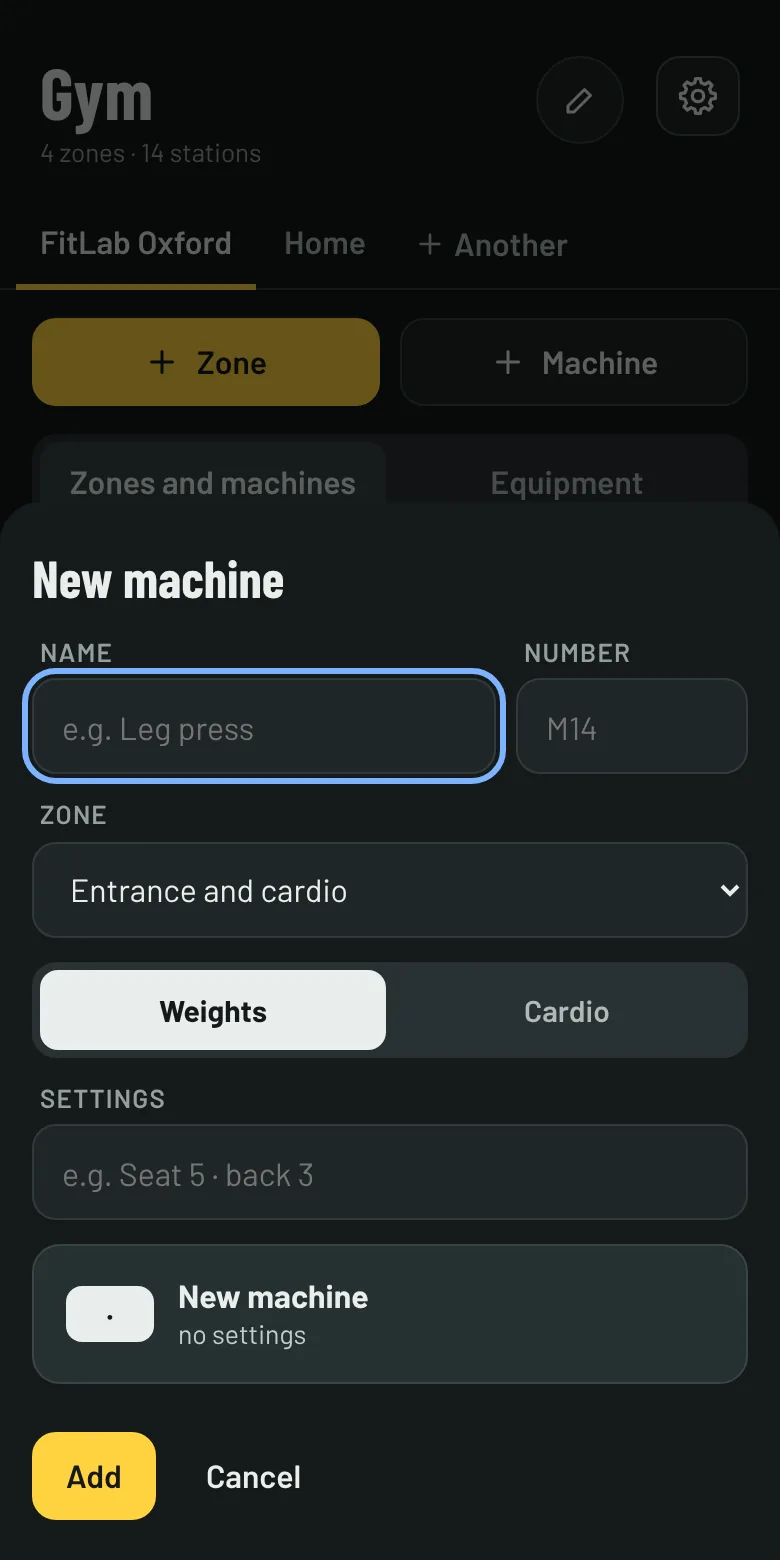 Gym
4 zones · 14 stations
FitLab Oxford Home + Another
+ Zone + Machine
Zones and machines Equipment
New machine
NAME NUMBER
e.g. Leg press M14
ZONE
Entrance and cardio
Weights Cardio
SETTINGS
e.g. Seat 5 · back 3
· New machine
no settings
Add Cancel